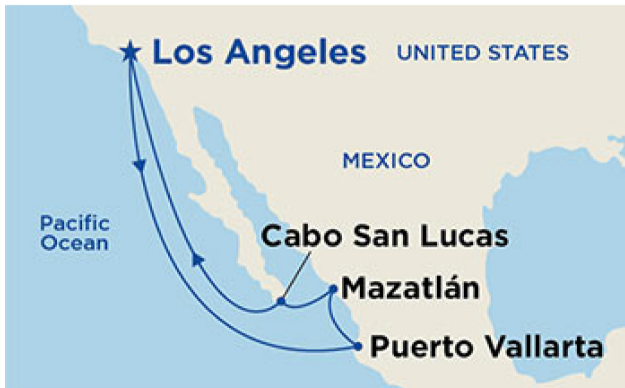 Los Angeles
UNITED STATES
MEXICO
Pacific
Ocean
Cabo San Lucas
Mazatlán
Puerto Vallarta